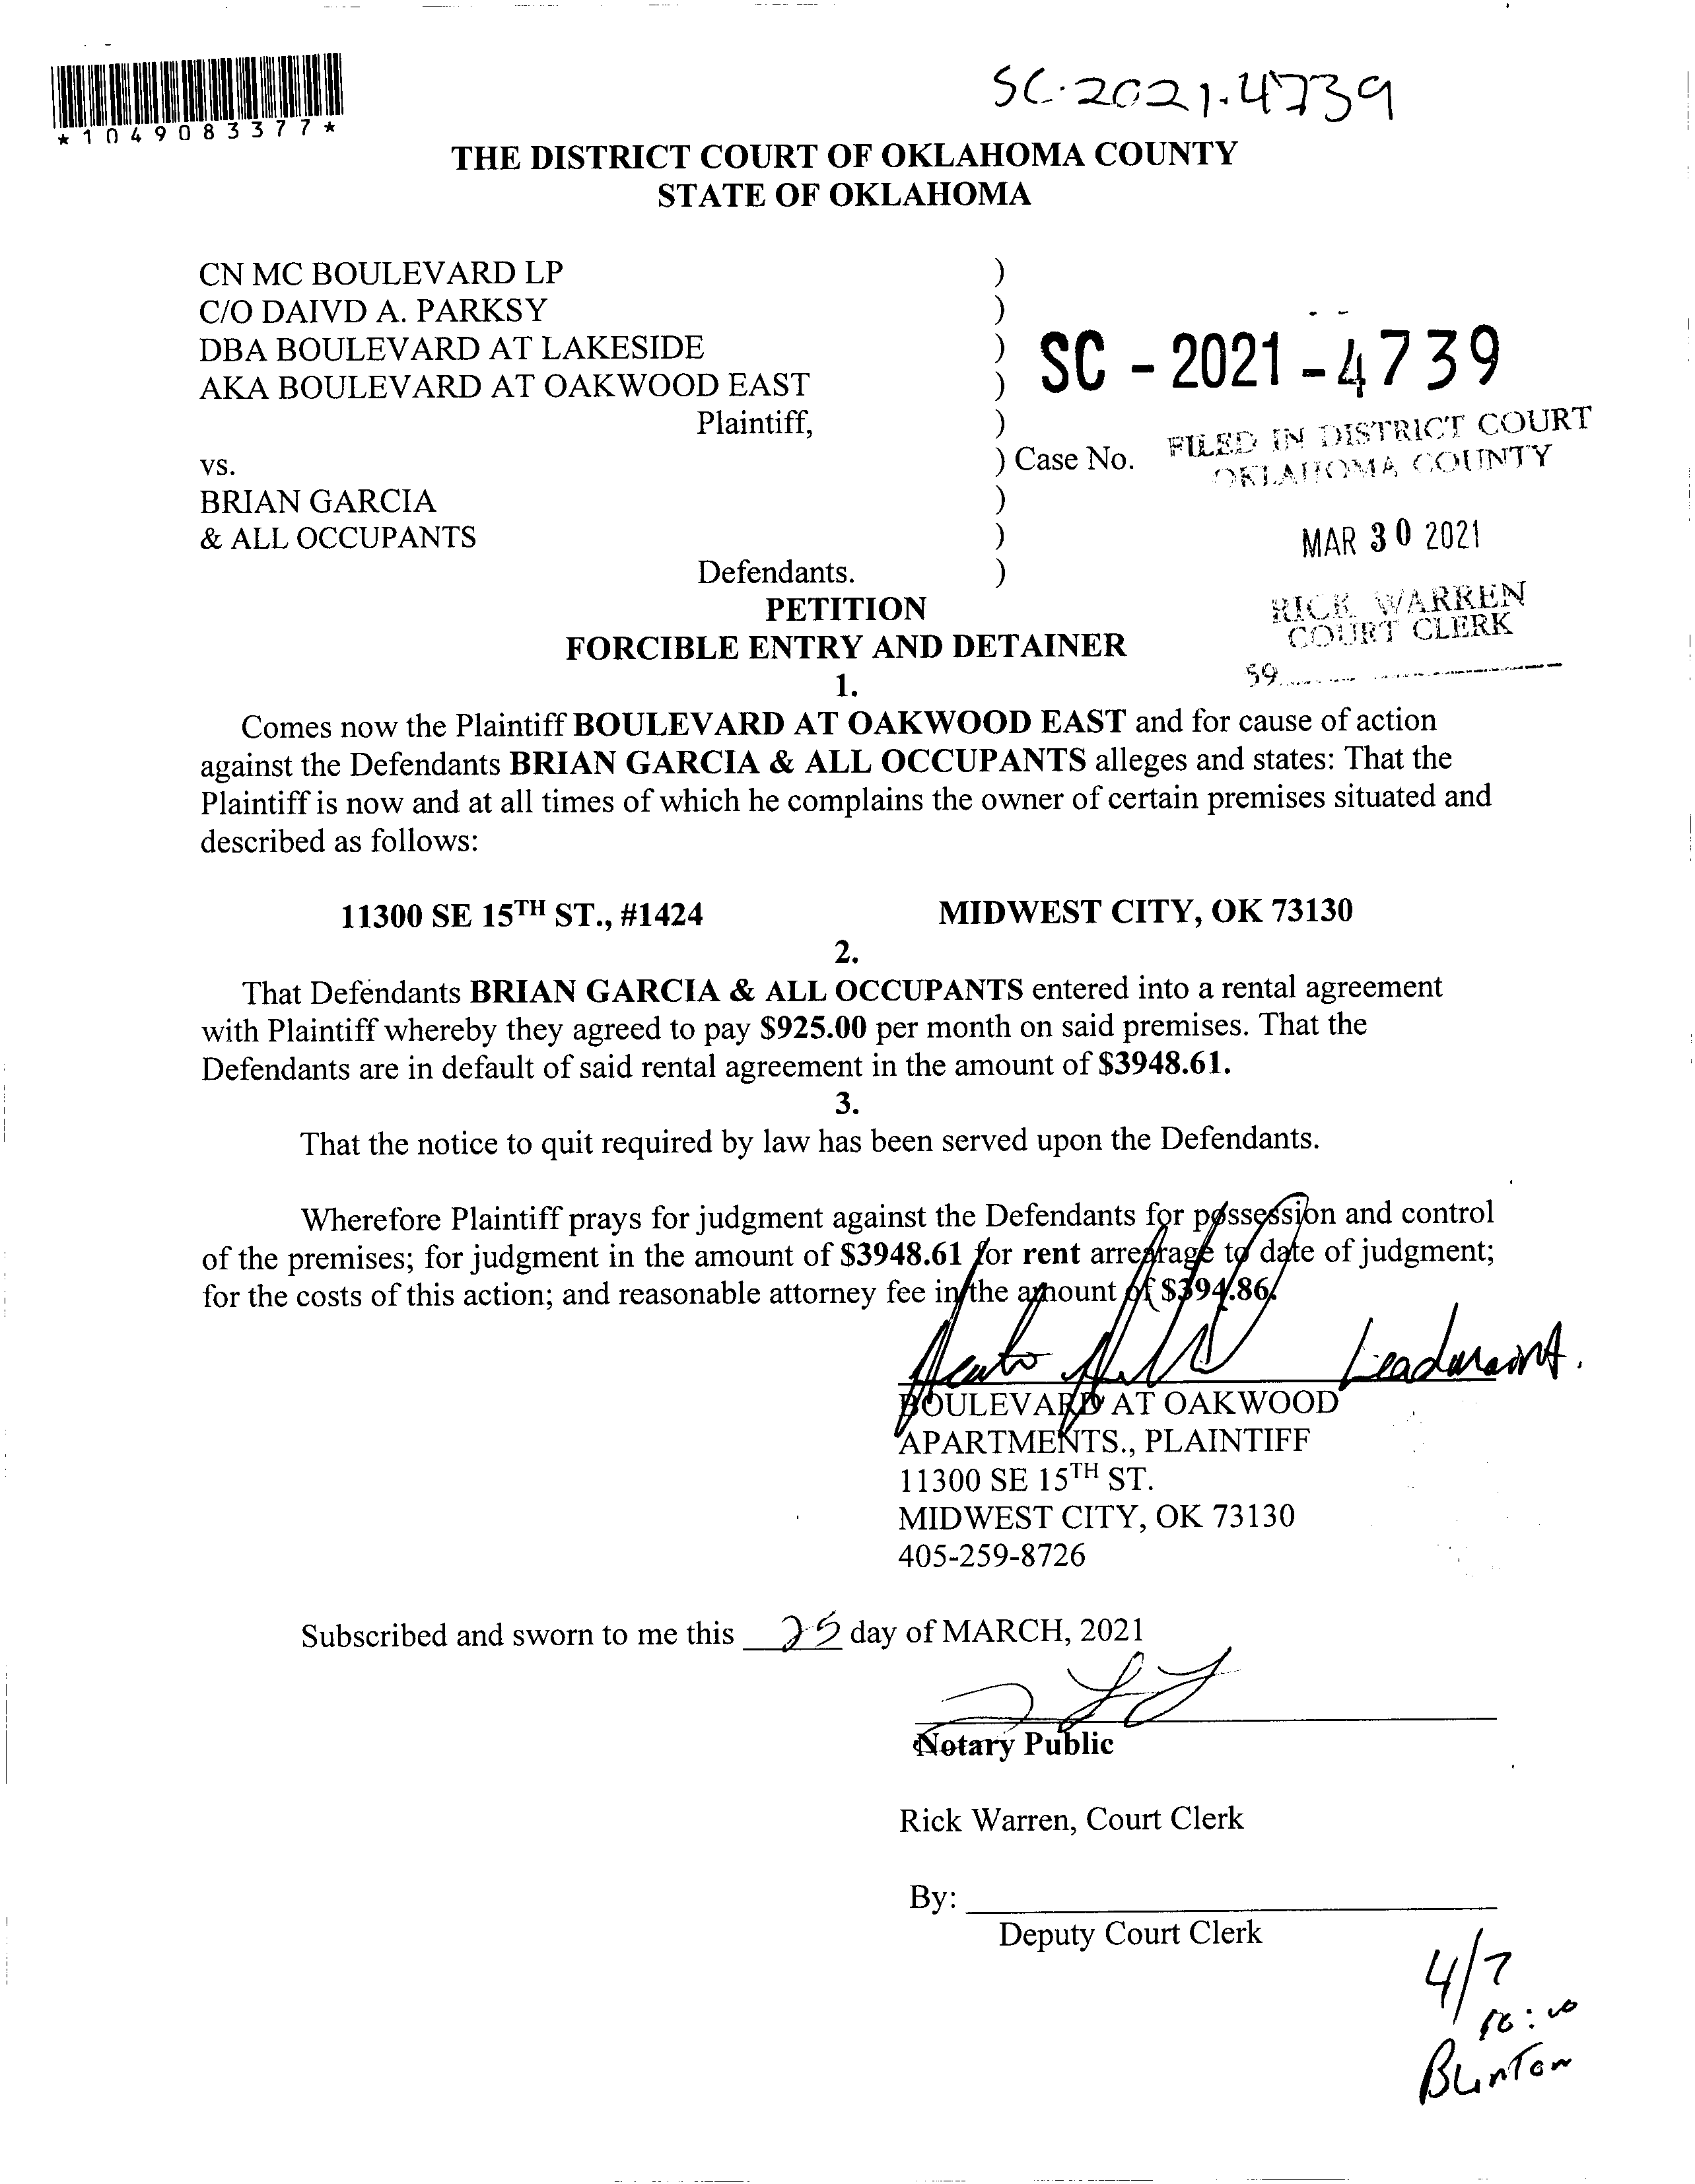 SC-2021-4739
*1049083377*
THE DISTRICT COURT OF OKLAHOMA COUNTY
STATE OF OKLAHOMA
CN MC BOULEVARD LP )
C/O DAIVD A. PARKSY )
DBA BOULEVARD AT LAKESIDE )
AKA BOULEVARD AT OAKWOOD EAST ) SC - 2021 - 4739
Plaintiff, )
vs. ) Case No. FILED IN DISTRICT COURT
OKLAHOMA COUNTY
BRIAN GARCIA )
& ALL OCCUPANTS ) MAR 30 2021
Defendants. )
PETITION
RICK WARREN
COURT CLERK
FORCIBLE ENTRY AND DETAINER
59
1.
Comes now the Plaintiff BOULEVARD AT OAKWOOD EAST and for cause of action
against the Defendants BRIAN GARCIA & ALL OCCUPANTS alleges and states: That the
Plaintiff is now and at all times of which he complains the owner of certain premises situated and
described as follows:
11300 SE 15TH ST., #1424 MIDWEST CITY, OK 73130
2.
That Defendants BRIAN GARCIA & ALL OCCUPANTS entered into a rental agreement
with Plaintiff whereby they agreed to pay $925.00 per month on said premises. That the
Defendants are in default of said rental agreement in the amount of $3948.61.
3.
That the notice to quit required by law has been served upon the Defendants.
Wherefore Plaintiff prays for judgment against the Defendants for possession and control
of the premises; for judgment in the amount of $3948.61 for rent arrearage to date of judgment;
for the costs of this action; and reasonable attorney fee in the amount of $394.86.
BOULEVARD AT OAKWOOD
APARTMENTS., PLAINTIFF
11300 SE 15TH ST.
MIDWEST CITY, OK 73130
405-259-8726
Subscribed and sworn to me this 25 day of MARCH, 2021
Notary Public
Rick Warren, Court Clerk
By:
Deputy Court Clerk
4/7
10:00